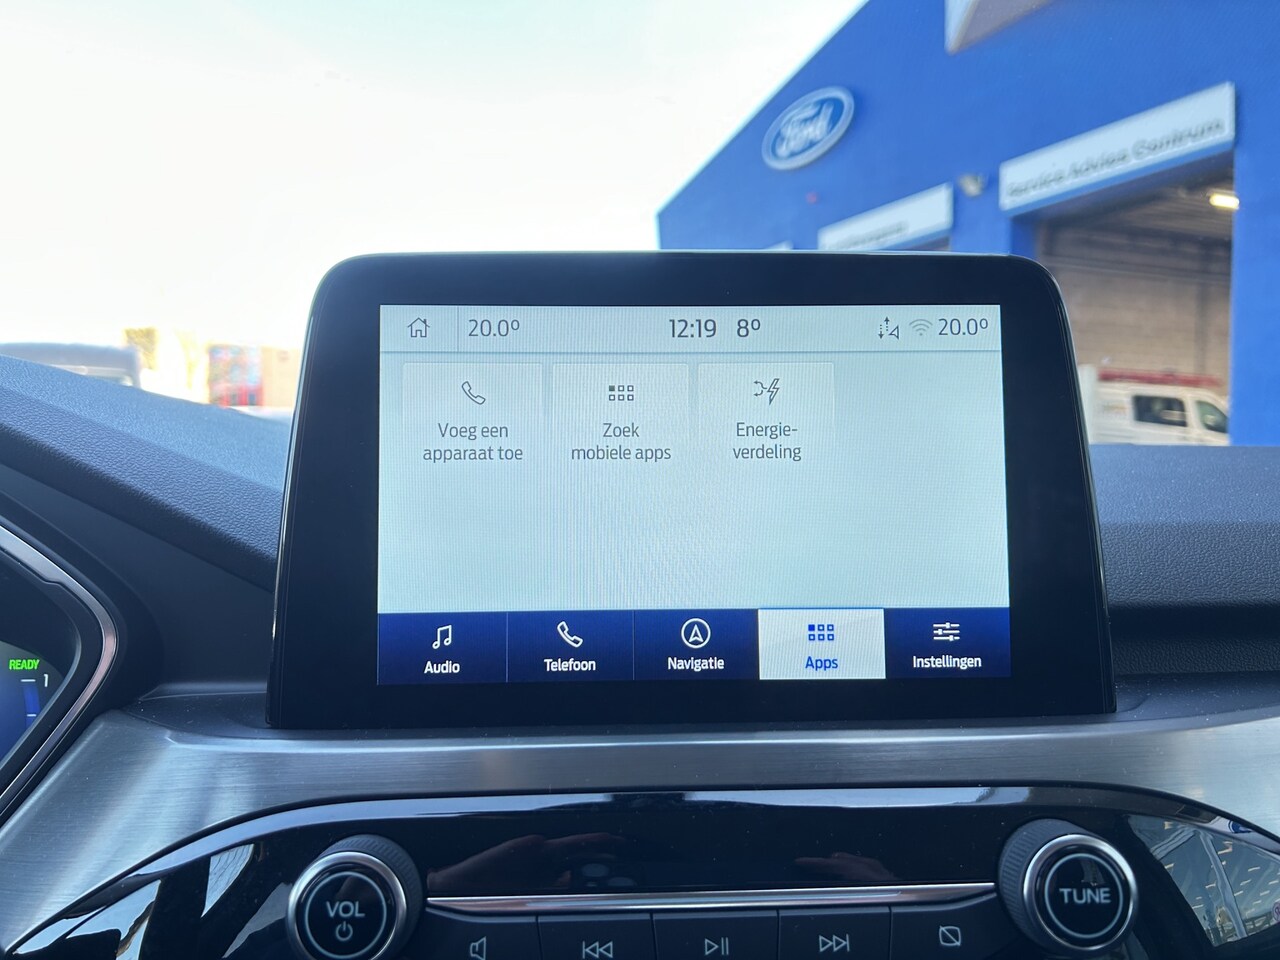 Ford
Service Advies Centrum
20.0°
12:19 8°
20.0°
Voeg een
apparaat toe
Zoek
mobiele apps
Energie-
verdeling
Audio
Telefoon
Navigatie
Apps
Instellingen
READY
1
VOL
TUNE